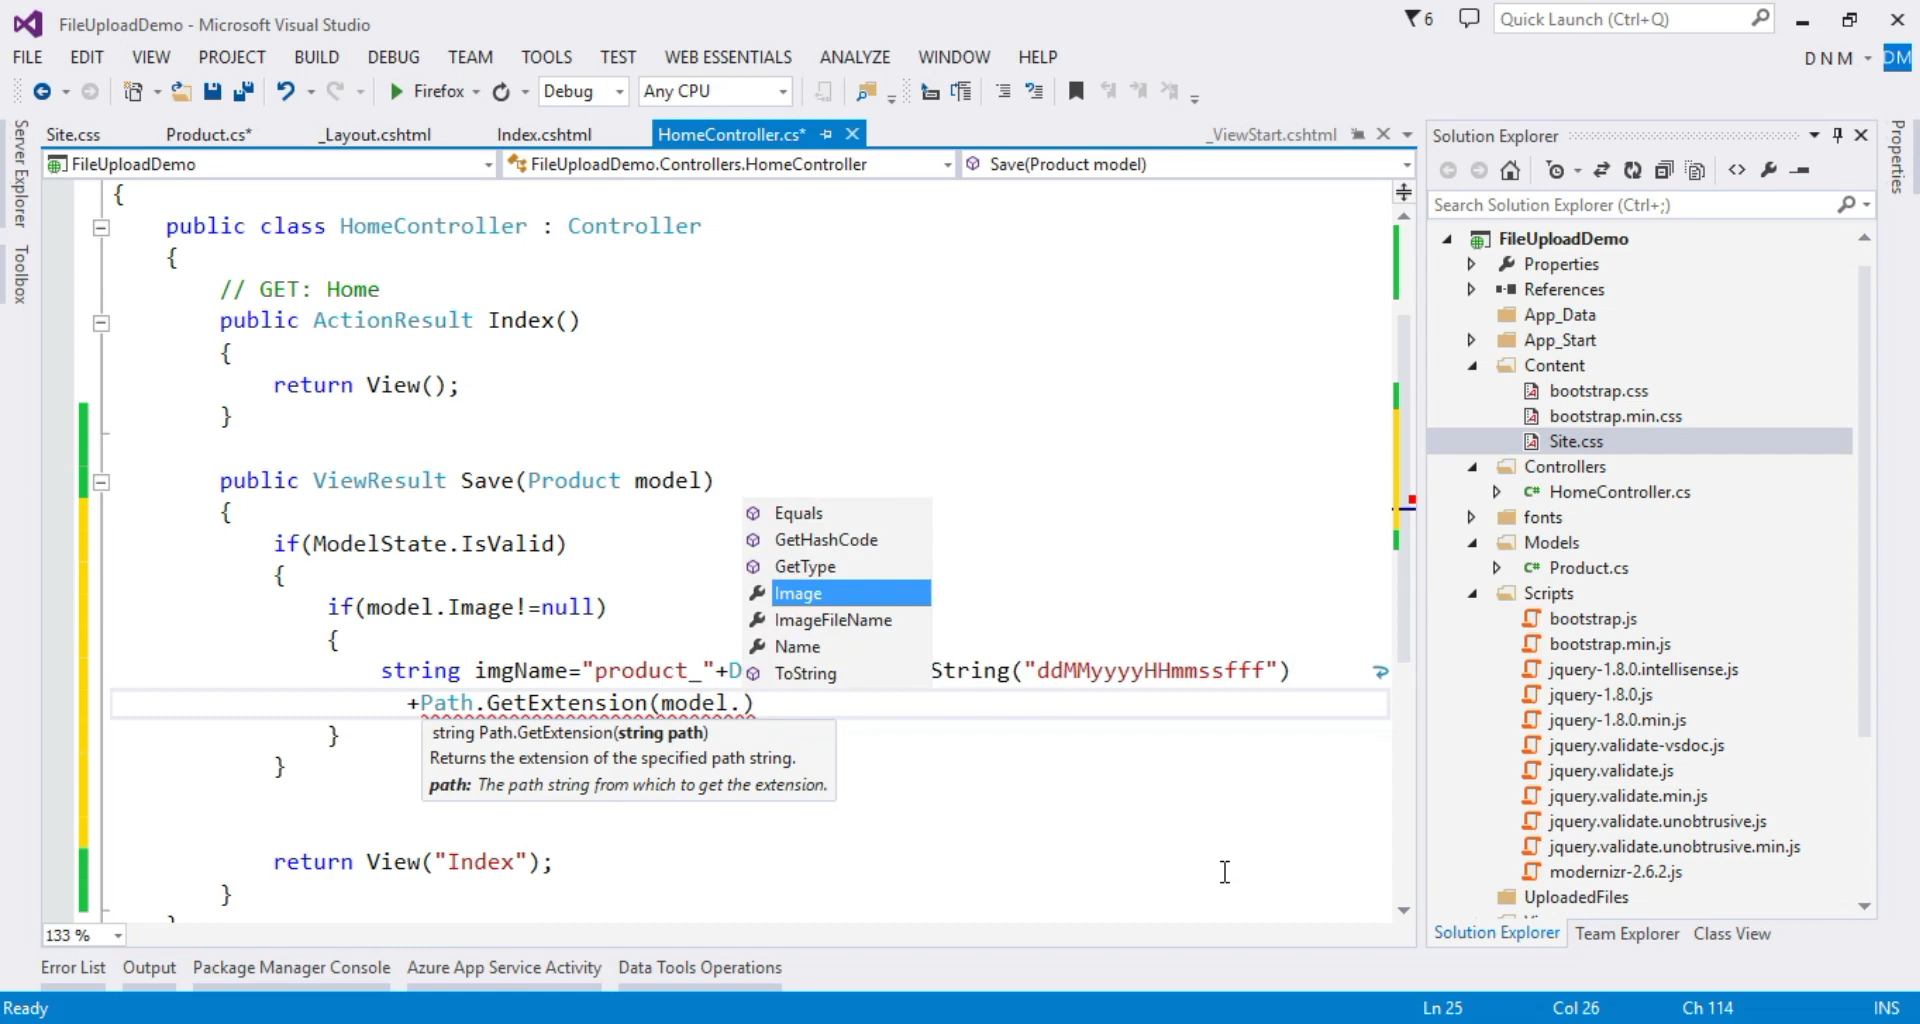 FileUploadDemo - Microsoft Visual Studio
6
Quick Launch (Ctrl+Q)
FILE EDIT VIEW PROJECT BUILD DEBUG TEAM TOOLS TEST WEB ESSENTIALS ANALYZE WINDOW HELP
D N M DM
Firefox Debug Any CPU
Site.css Product.cs* _Layout.cshtml Index.cshtml HomeController.cs* _ViewStart.cshtml
FileUploadDemo FileUploadDemo.Controllers.HomeController Save(Product model)
Server Explorer
Toolbox
{
public class HomeController : Controller
{
// GET: Home
public ActionResult Index()
{
return View();
}
public ViewResult Save(Product model)
{
if(ModelState.IsValid)
{
if(model.Image!=null)
{
string imgName="product_"+D String("ddMMyyyyHHmmssfff")
+Path.GetExtension(model.)
}
}
return View("Index");
}
Equals
GetHashCode
GetType
Image
ImageFileName
Name
ToString
string Path.GetExtension(string path)
Returns the extension of the specified path string.
path: The path string from which to get the extension.
133 %
Solution Explorer
Search Solution Explorer (Ctrl+;)
FileUploadDemo
Properties
References
App_Data
App_Start
Content
bootstrap.css
bootstrap.min.css
Site.css
Controllers
C# HomeController.cs
fonts
Models
C# Product.cs
Scripts
bootstrap.js
bootstrap.min.js
jquery-1.8.0.intellisense.js
jquery-1.8.0.js
jquery-1.8.0.min.js
jquery.validate-vsdoc.js
jquery.validate.js
jquery.validate.min.js
jquery.validate.unobtrusive.js
jquery.validate.unobtrusive.min.js
modernizr-2.6.2.js
UploadedFiles
Solution Explorer Team Explorer Class View
Properties
Error List Output Package Manager Console Azure App Service Activity Data Tools Operations
Ready Ln 25 Col 26 Ch 114 INS